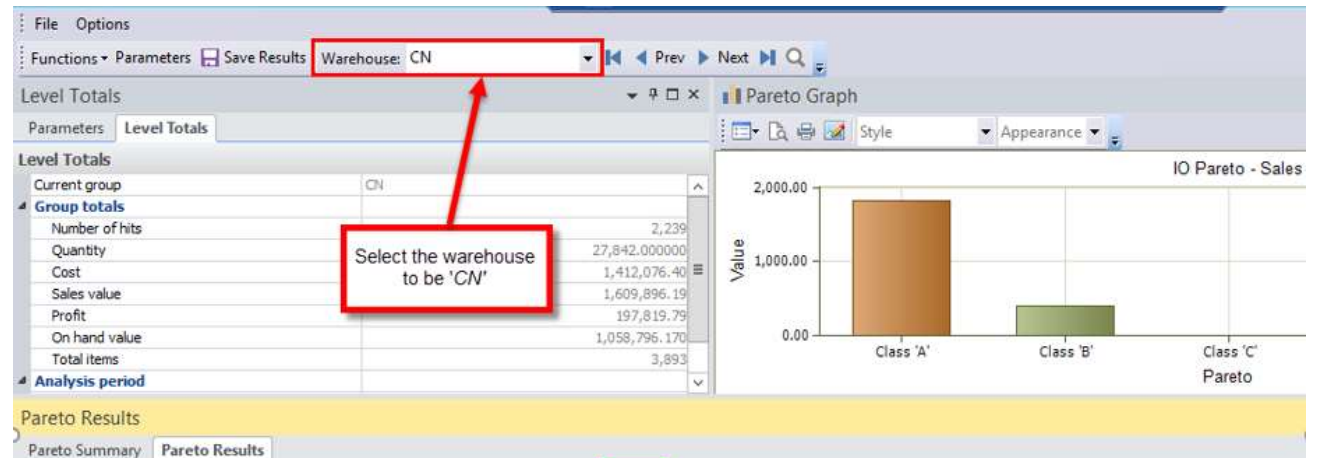 File Options
Functions Parameters Save Results Warehouse: CN Prev Next
Level Totals
Parameters Level Totals
Level Totals
Current group CN
Group totals
Number of hits 2,239
Quantity 27,842.000000
Cost 1,412,076.40
Sales value 1,609,896.19
Profit 197,819.79
On hand value 1,058,796.170
Total items 3,893
Analysis period
Select the warehouse
to be 'CN'
Pareto Graph
Style Appearance
IO Pareto - Sales
2,000.00
1,000.00
0.00
Value
Class 'A' Class 'B' Class 'C'
Pareto
Pareto Results
Pareto Summary Pareto Results